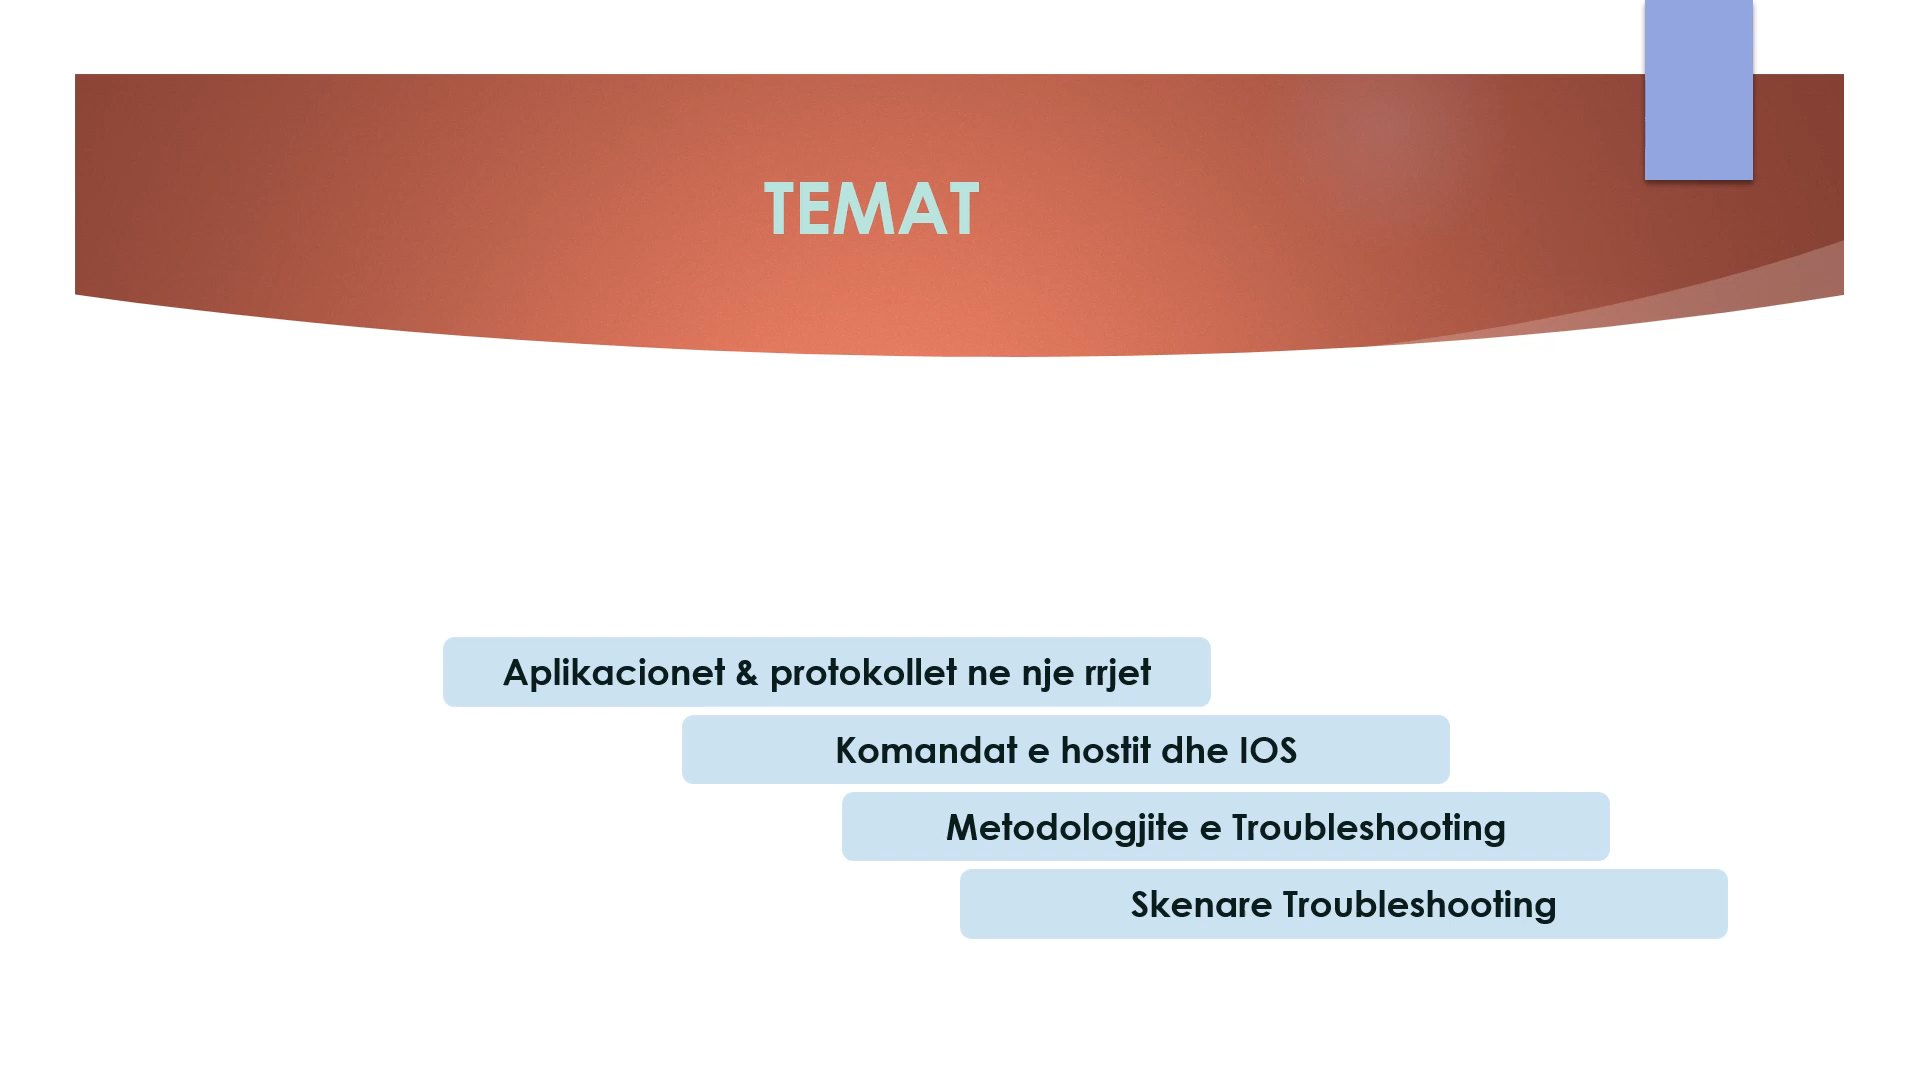 TEMAT
Aplikacionet & protokollet ne nje rrjet
Komandat e hostit dhe IOS
Metodologjite e Troubleshooting
Skenare Troubleshooting